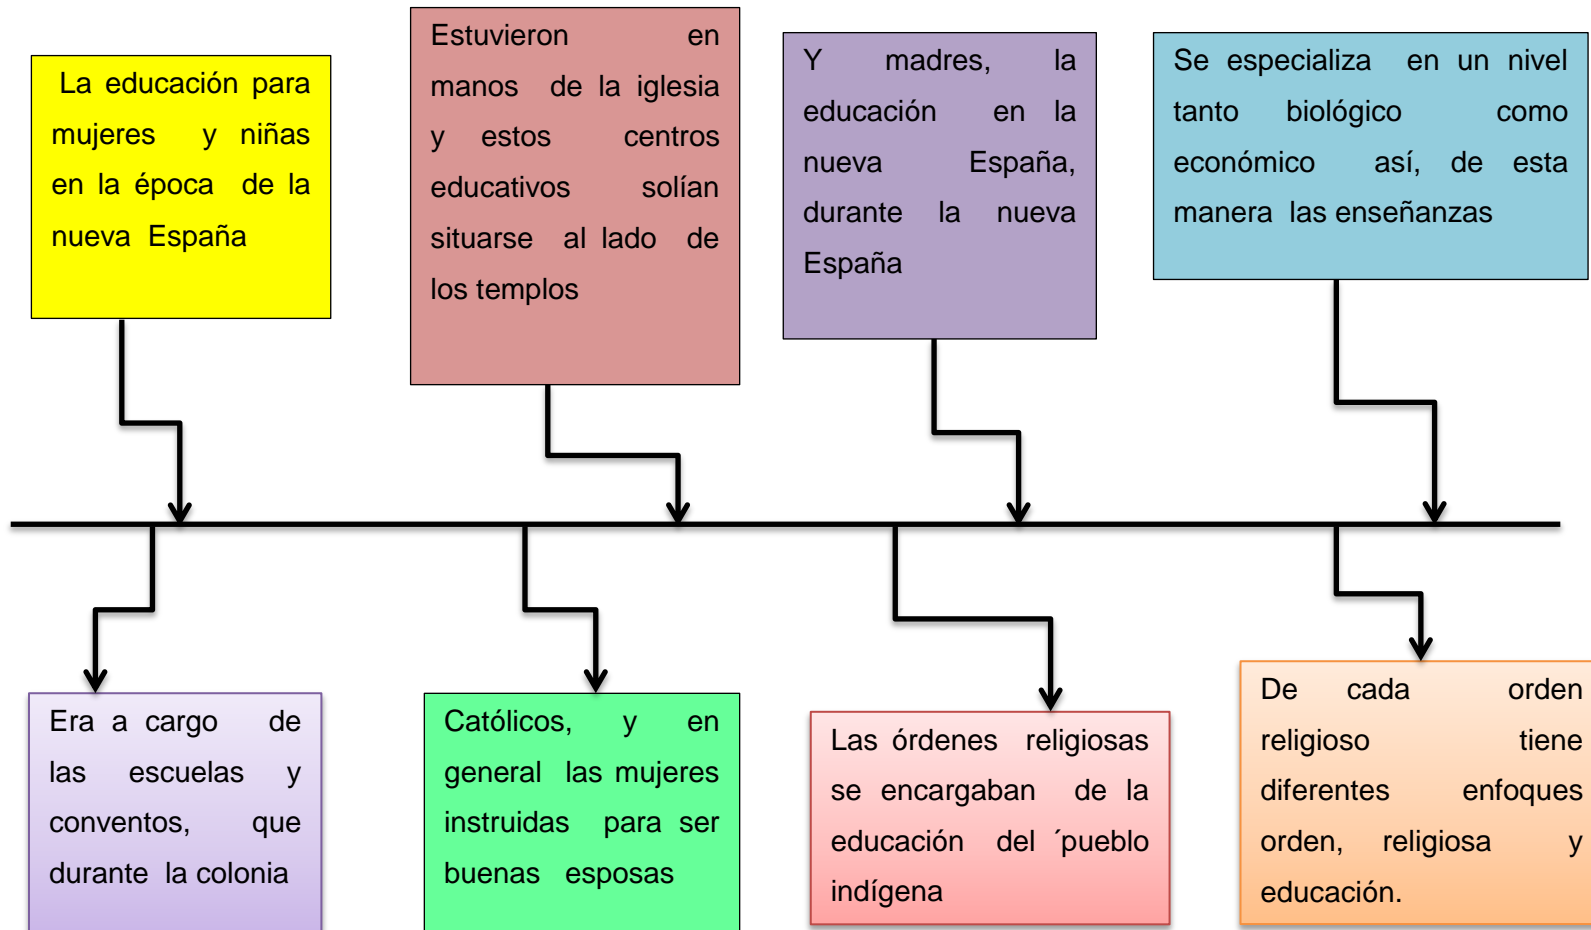 La educación para
mujeres y niñas
en la época de la
nueva España
Estuvieron en
manos de la iglesia
y estos centros
educativos solían
situarse al lado de
los templos
Y madres, la
educación en la
nueva España,
durante la nueva
España
Se especializa en un nivel
tanto biológico como
económico así, de esta
manera las enseñanzas
Era a cargo de
las escuelas y
conventos, que
durante la colonia
Católicos, y en
general las mujeres
instruidas para ser
buenas esposas
Las órdenes religiosas
se encargaban de la
educación del ´pueblo
indígena
De cada orden
religioso tiene
diferentes enfoques
orden, religiosa y
educación.